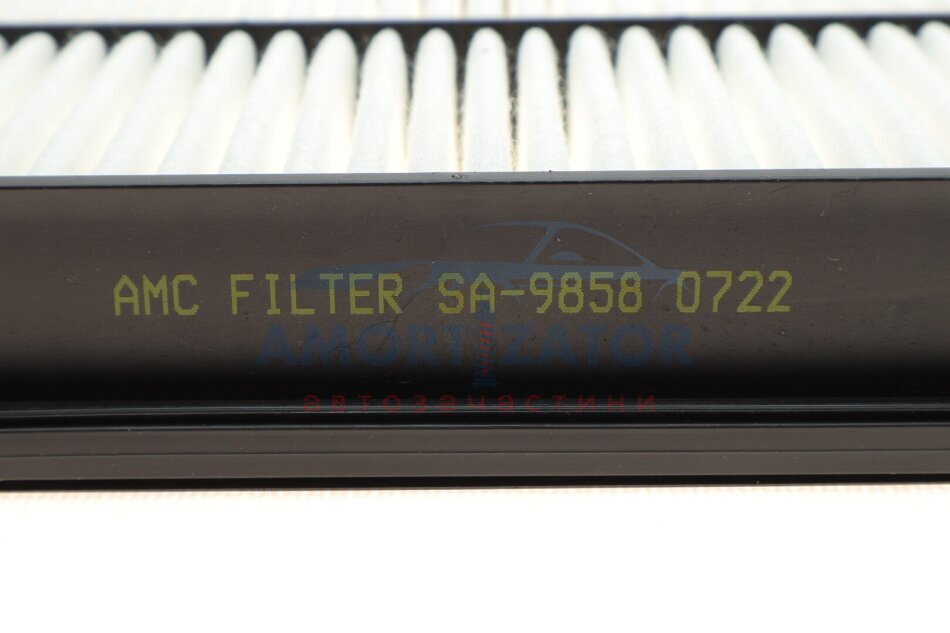 AMC FILTER SA-9858 0722
AMORTIZATOR
автозапчастини